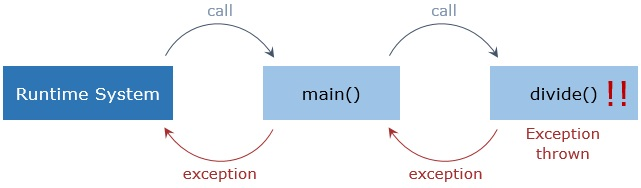 call
call
Runtime System
main()
divide() !!
Exception
thrown
exception
exception